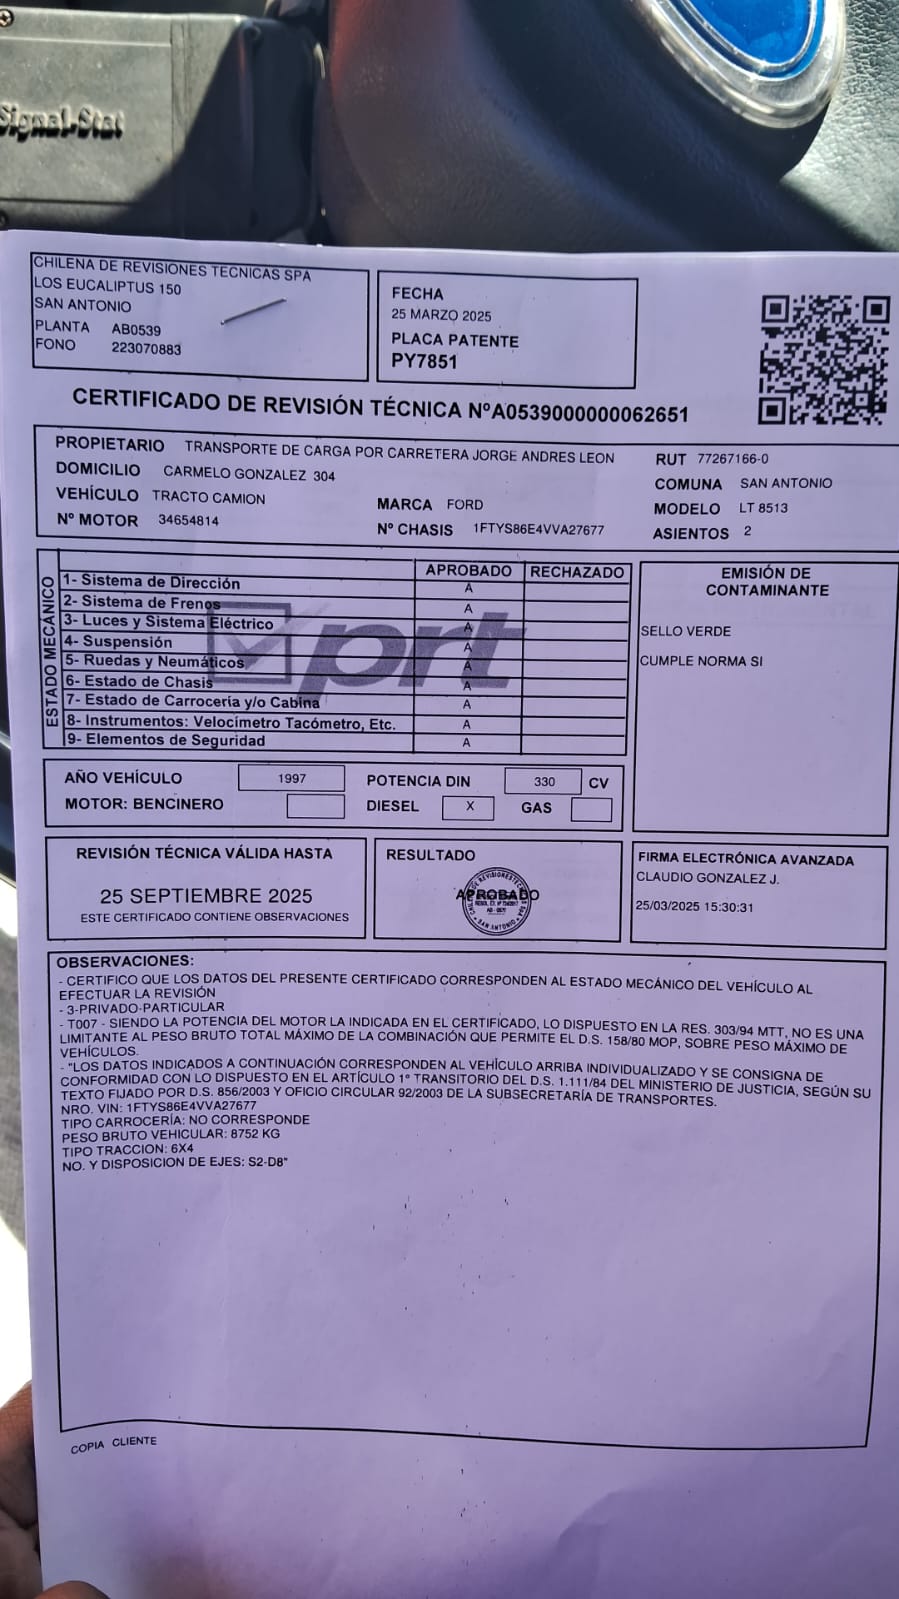 Signal-Stat
CHILENA DE REVISIONES TECNICAS SPA
LOS EUCALIPTUS 150
SAN ANTONIO
PLANTA AB0539
FONO 223070883
FECHA
25 MARZO 2025
PLACA PATENTE
PY7851
CERTIFICADO DE REVISIÓN TÉCNICA NºA0539000000062651
PROPIETARIO TRANSPORTE DE CARGA POR CARRETERA JORGE ANDRES LEON RUT 77267166-0
DOMICILIO CARMELO GONZALEZ 304 COMUNA SAN ANTONIO
VEHÍCULO TRACTO CAMION MARCA FORD MODELO LT 8513
Nº MOTOR 34654814 Nº CHASIS 1FTYS86E4VVA27677 ASIENTOS 2
ESTADO MECÁNICO
APROBADO RECHAZADO
1- Sistema de Dirección A
2- Sistema de Frenos A
3- Luces y Sistema Eléctrico A
4- Suspensión A
5- Ruedas y Neumáticos A
6- Estado de Chasis A
7- Estado de Carrocería y/o Cabina A
8- Instrumentos: Velocímetro Tacómetro, Etc. A
9- Elementos de Seguridad A
prt
EMISIÓN DE
CONTAMINANTE
SELLO VERDE
CUMPLE NORMA SI
AÑO VEHÍCULO 1997 POTENCIA DIN 330 CV
MOTOR: BENCINERO DIESEL X GAS
REVISIÓN TÉCNICA VÁLIDA HASTA
25 SEPTIEMBRE 2025
ESTE CERTIFICADO CONTIENE OBSERVACIONES
RESULTADO
APROBADO
SAN ANTONIO
FIRMA ELECTRÓNICA AVANZADA
CLAUDIO GONZALEZ J.
25/03/2025 15:30:31
OBSERVACIONES:
- CERTIFICO QUE LOS DATOS DEL PRESENTE CERTIFICADO CORRESPONDEN AL ESTADO MECÁNICO DEL VEHÍCULO AL
EFECTUAR LA REVISIÓN
- 3-PRIVADO-PARTICULAR
- T007 - SIENDO LA POTENCIA DEL MOTOR LA INDICADA EN EL CERTIFICADO, LO DISPUESTO EN LA RES. 303/94 MTT, NO ES UNA
LIMITANTE AL PESO BRUTO TOTAL MÁXIMO DE LA COMBINACIÓN QUE PERMITE EL D.S. 158/80 MOP, SOBRE PESO MÁXIMO DE
VEHÍCULOS.
- "LOS DATOS INDICADOS A CONTINUACIÓN CORRESPONDEN AL VEHÍCULO ARRIBA INDIVIDUALIZADO Y SE CONSIGNA DE
CONFORMIDAD CON LO DISPUESTO EN EL ARTÍCULO 1º TRANSITORIO DEL D.S. 1.111/84 DEL MINISTERIO DE JUSTICIA, SEGÚN SU
TEXTO FIJADO POR D.S. 856/2003 Y OFICIO CIRCULAR 92/2003 DE LA SUBSECRETARÍA DE TRANSPORTES.
NRO. VIN: 1FTYS86E4VVA27677
TIPO CARROCERÍA: NO CORRESPONDE
PESO BRUTO VEHICULAR: 8752 KG
TIPO TRACCION: 6X4
NO. Y DISPOSICION DE EJES: S2-D8"
COPIA CLIENTE